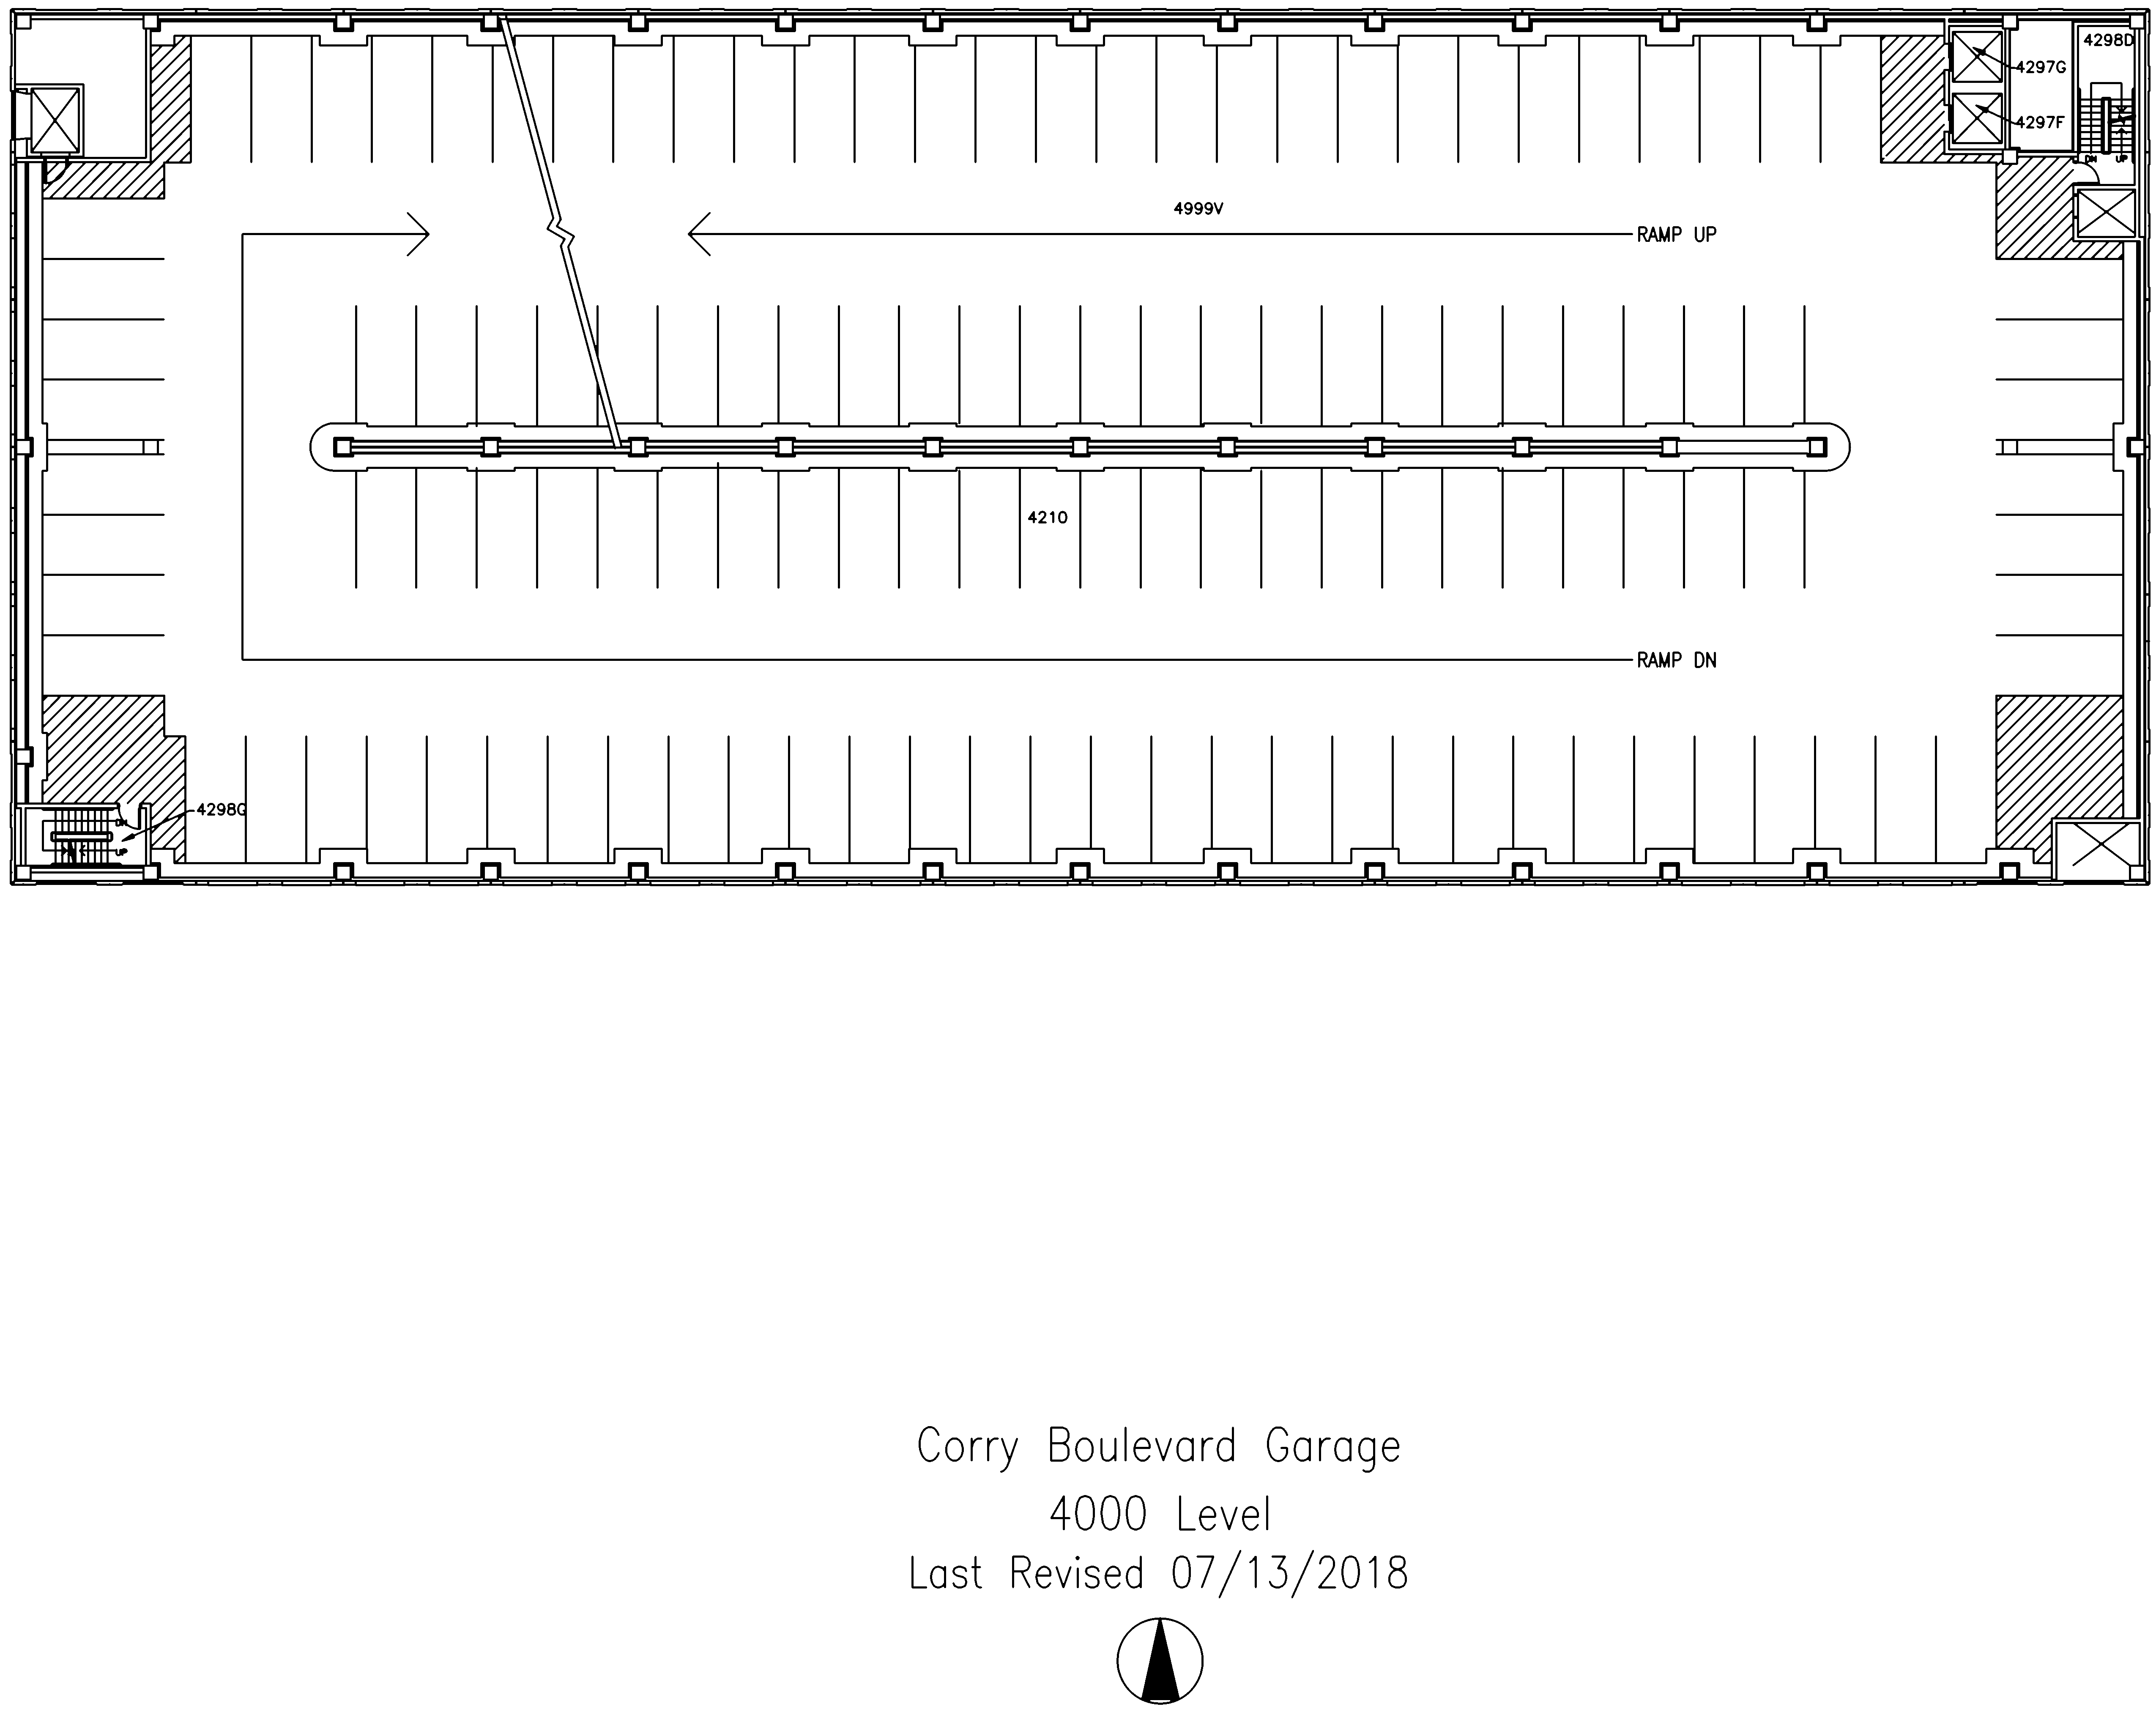 4298D
4297G
4297F
DN UP
4999V
RAMP UP
4210
RAMP DN
4298G
DN
UP
Corry Boulevard Garage
4000 Level
Last Revised 07/13/2018